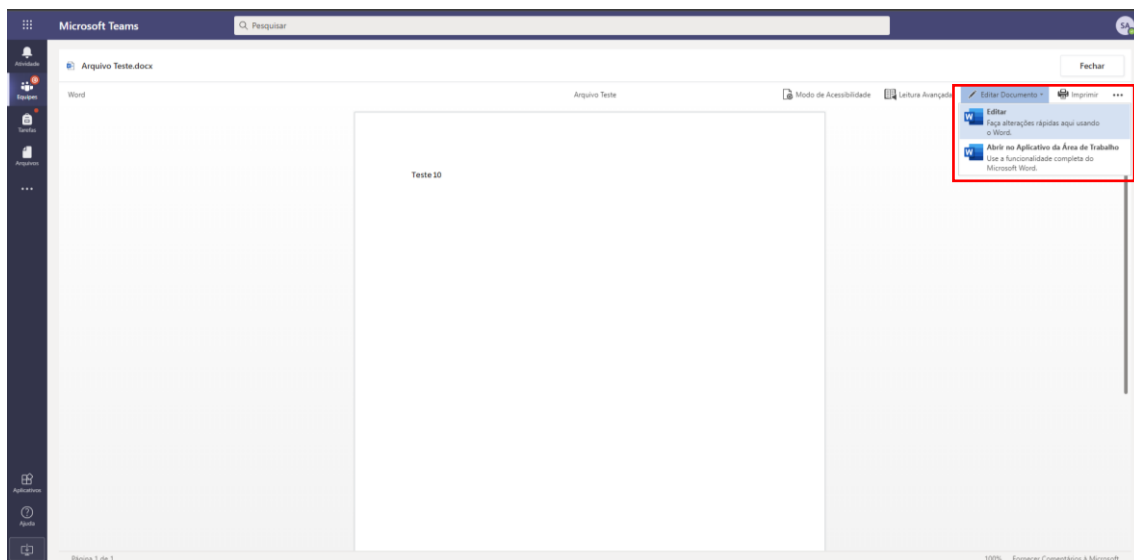 Microsoft Teams
Pesquisar
SA
Atividade
Arquivo Teste.docx
Fechar
Equipes
Word
Arquivo Teste
Modo de Acessibilidade
Leitura Avançada
Editar Documento
Imprimir
Editar
Faça alterações rápidas aqui usando
o Word.
Tarefas
Abrir no Aplicativo da Área de Trabalho
Use a funcionalidade completa do
Microsoft Word.
Arquivos
Teste 10
Aplicativos
Ajuda
Página 1 de 1
100%
Fornecer Comentários à Microsoft